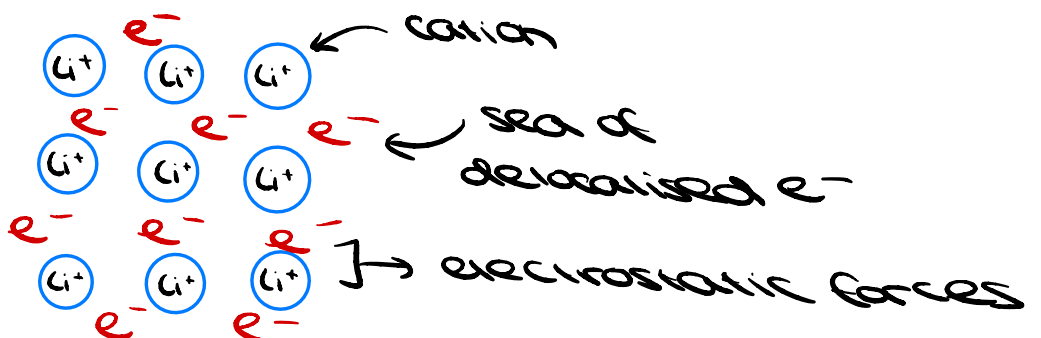 e⁻
Li⁺ Li⁺ Li⁺
cation
e⁻ e⁻ e⁻
sea of
delocalised e⁻
Li⁺ Li⁺ Li⁺
e⁻ e⁻ e⁻
electrostatic forces
Li⁺ Li⁺ Li⁺
e⁻ e⁻